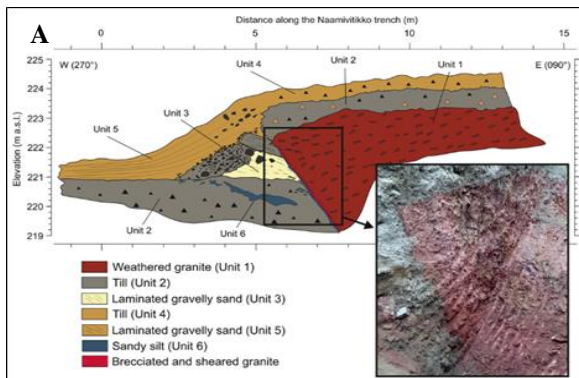 Distance along the Naamivitikko trench (m)
A
0 5 10 15
W (270°) Unit 4 Unit 2 Unit 1 E (090°)
225
224
223
222
221
220
219
Elevation (m a.s.l.)
225
224
Unit 3
Unit 5
Unit 2
Unit 6
Weathered granite (Unit 1)
Till (Unit 2)
Laminated gravelly sand (Unit 3)
Till (Unit 4)
Laminated gravelly sand (Unit 5)
Sandy silt (Unit 6)
Brecciated and sheared granite